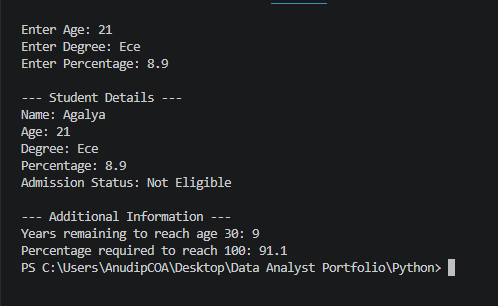 Enter Age: 21
Enter Degree: Ece
Enter Percentage: 8.9
--- Student Details ---
Name: Agalya
Age: 21
Degree: Ece
Percentage: 8.9
Admission Status: Not Eligible
--- Additional Information ---
Years remaining to reach age 30: 9
Percentage required to reach 100: 91.1
PS C:\Users\AnudipCOA\Desktop\Data Analyst Portfolio\Python>